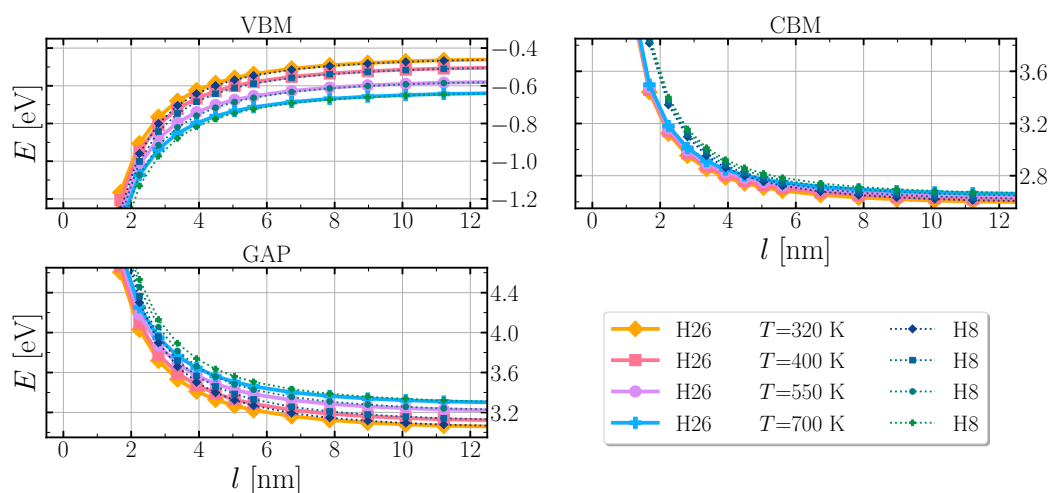 VBM
CBM
E [eV]
−0.4
−0.6
−0.8
−1.0
−1.2
0 2 4 6 8 10 12
3.6
3.2
2.8
0 2 4 6 8 10 12
l [nm]
GAP
E [eV]
4.4
4.0
3.6
3.2
0 2 4 6 8 10 12
l [nm]
H26 T=320 K H8
H26 T=400 K H8
H26 T=550 K H8
H26 T=700 K H8